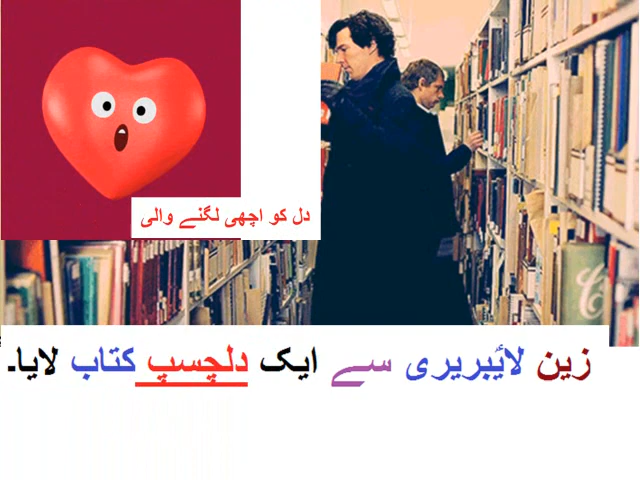 دل کو اچھی لگنے والی
زین لائبریری سے ایک دلچسپ کتاب لایا۔